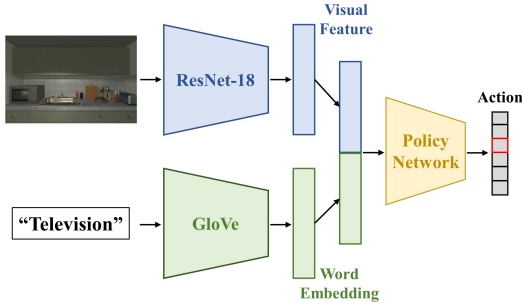 Visual
Feature
ResNet-18
Action
Policy
Network
“Television”
GloVe
Word
Embedding